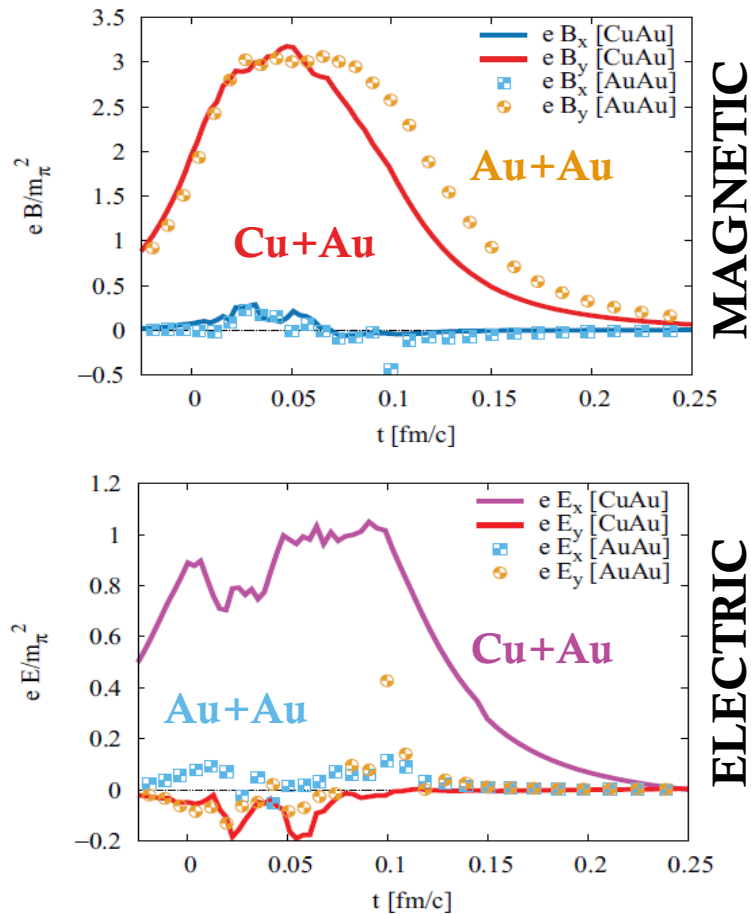 e B_x [CuAu]
e B_y [CuAu]
e B_x [AuAu]
e B_y [AuAu]
3.5
3
2.5
2
1.5
1
0.5
0
−0.5
e B/m_π^2
Au+Au
Cu+Au
0
0.05
0.1
0.15
0.2
0.25
t [fm/c]
MAGNETIC
e E_x [CuAu]
e E_y [CuAu]
e E_x [AuAu]
e E_y [AuAu]
1.2
1
0.8
0.6
0.4
0.2
0
−0.2
e E/m_π^2
Cu+Au
Au+Au
0
0.05
0.1
0.15
0.2
0.25
t [fm/c]
ELECTRIC